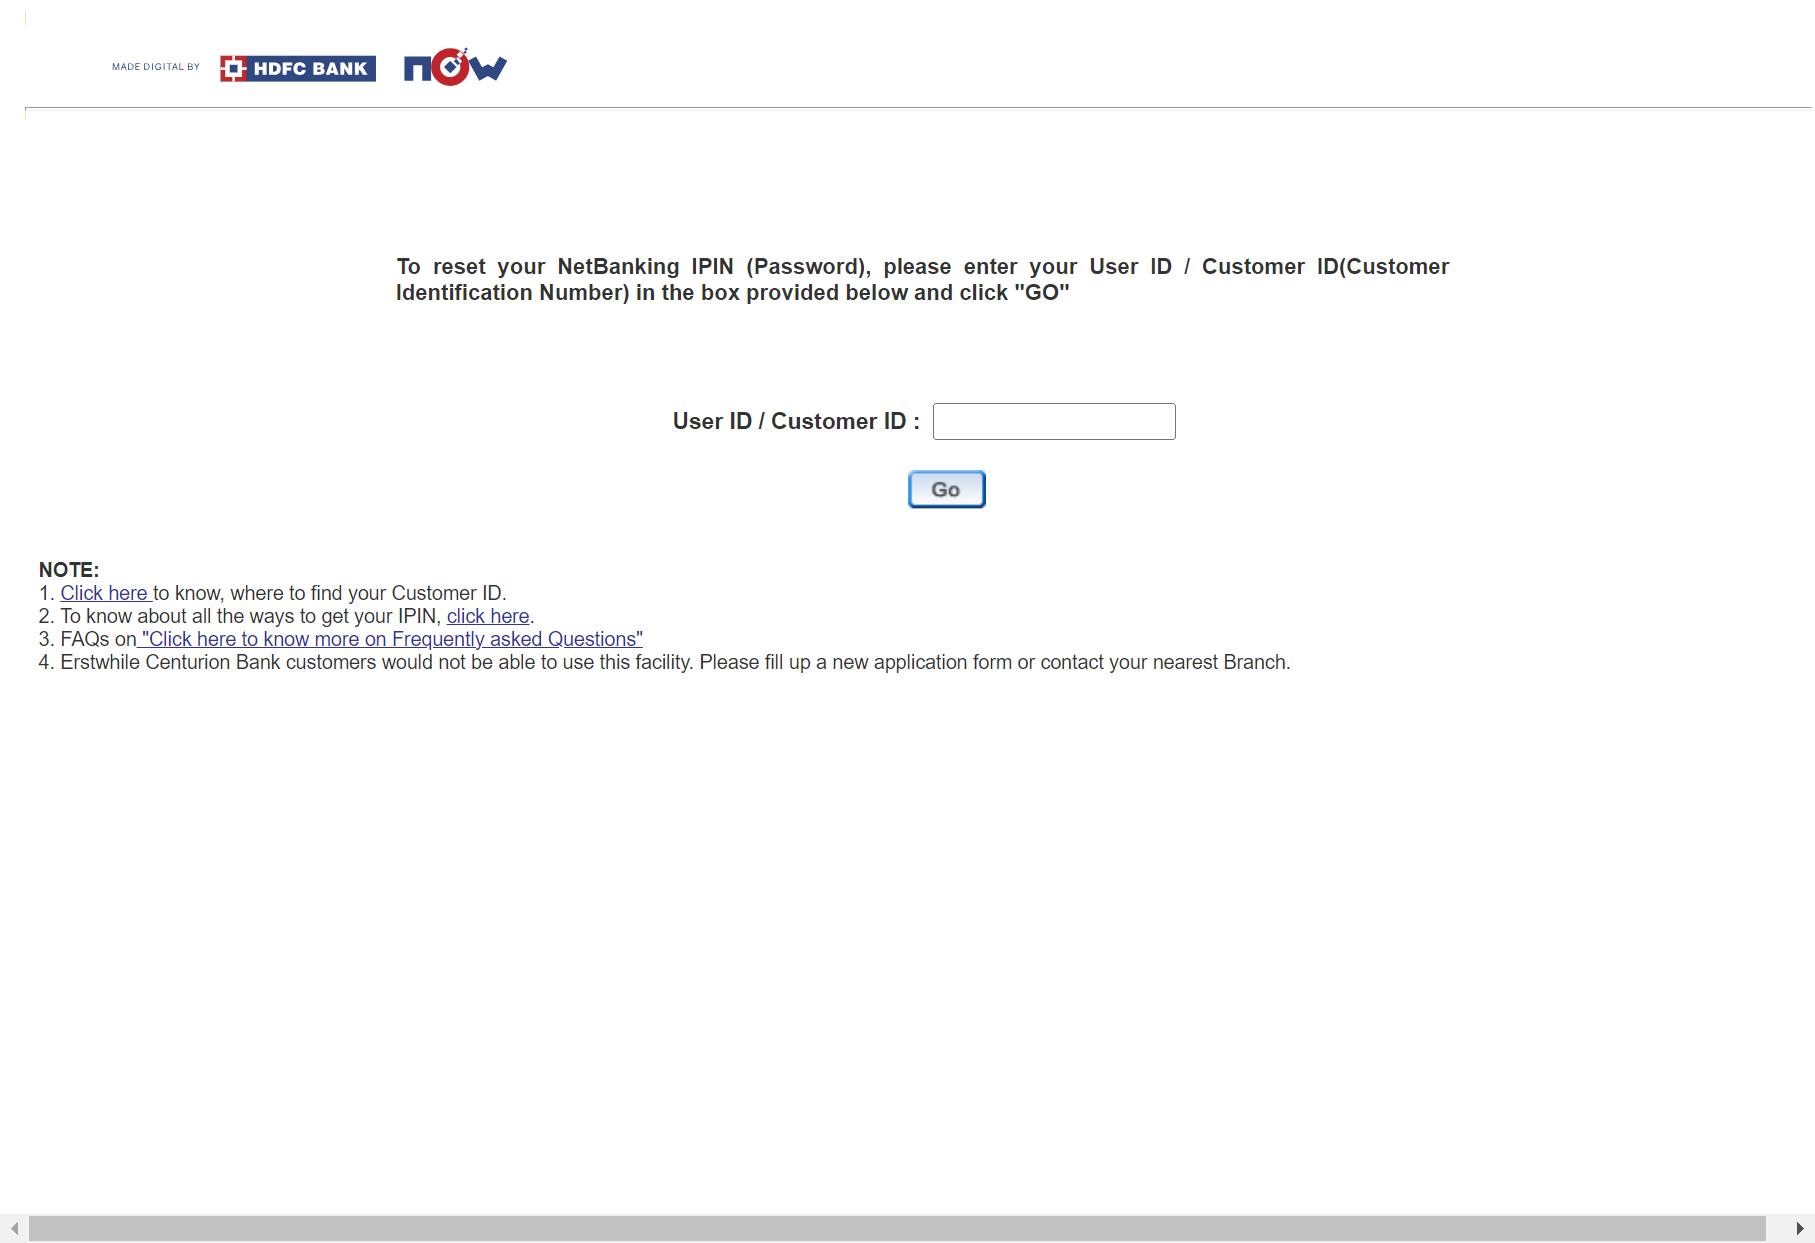 MADE DIGITAL BY HDFC BANK now
To reset your NetBanking IPIN (Password), please enter your User ID / Customer ID(Customer
Identification Number) in the box provided below and click "GO"
User ID / Customer ID :
Go
NOTE:
1. Click here to know, where to find your Customer ID.
2. To know about all the ways to get your IPIN, click here.
3. FAQs on "Click here to know more on Frequently asked Questions"
4. Erstwhile Centurion Bank customers would not be able to use this facility. Please fill up a new application form or contact your nearest Branch.